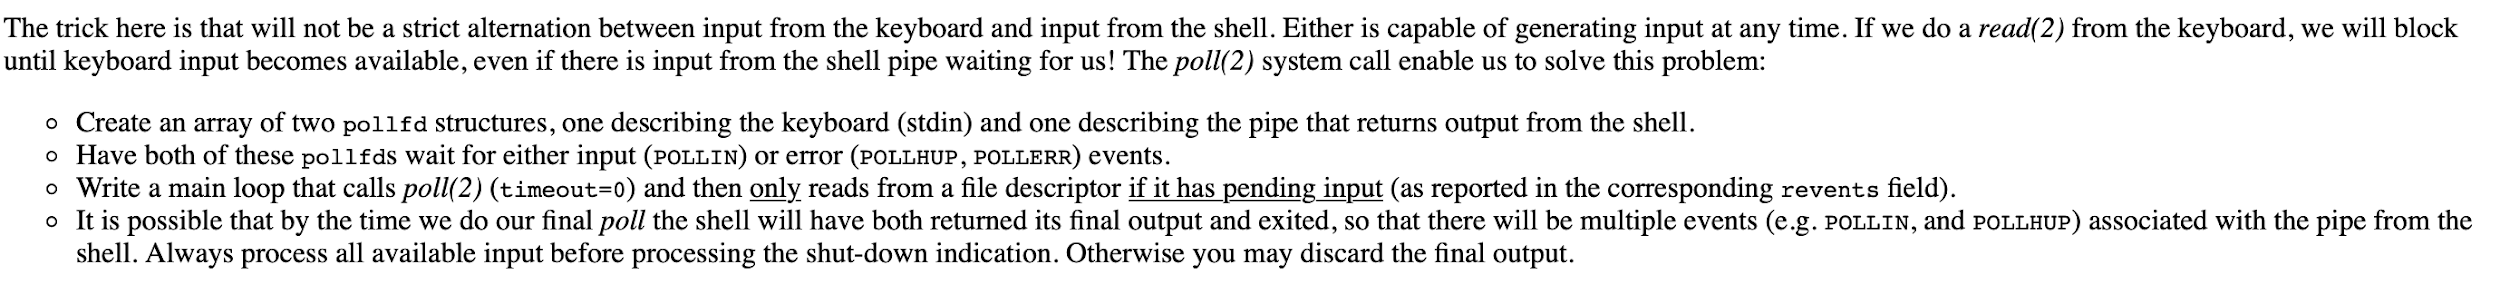 The trick here is that will not be a strict alternation between input from the keyboard and input from the shell. Either is capable of generating input at any time. If we do a read(2) from the keyboard, we will block
until keyboard input becomes available, even if there is input from the shell pipe waiting for us! The poll(2) system call enable us to solve this problem:
○ Create an array of two pollfd structures, one describing the keyboard (stdin) and one describing the pipe that returns output from the shell.
○ Have both of these pollfds wait for either input (POLLIN) or error (POLLHUP, POLLERR) events.
○ Write a main loop that calls poll(2) (timeout=0) and then only reads from a file descriptor if it has pending input (as reported in the corresponding revents field).
○ It is possible that by the time we do our final poll the shell will have both returned its final output and exited, so that there will be multiple events (e.g. POLLIN, and POLLHUP) associated with the pipe from the
shell. Always process all available input before processing the shut-down indication. Otherwise you may discard the final output.